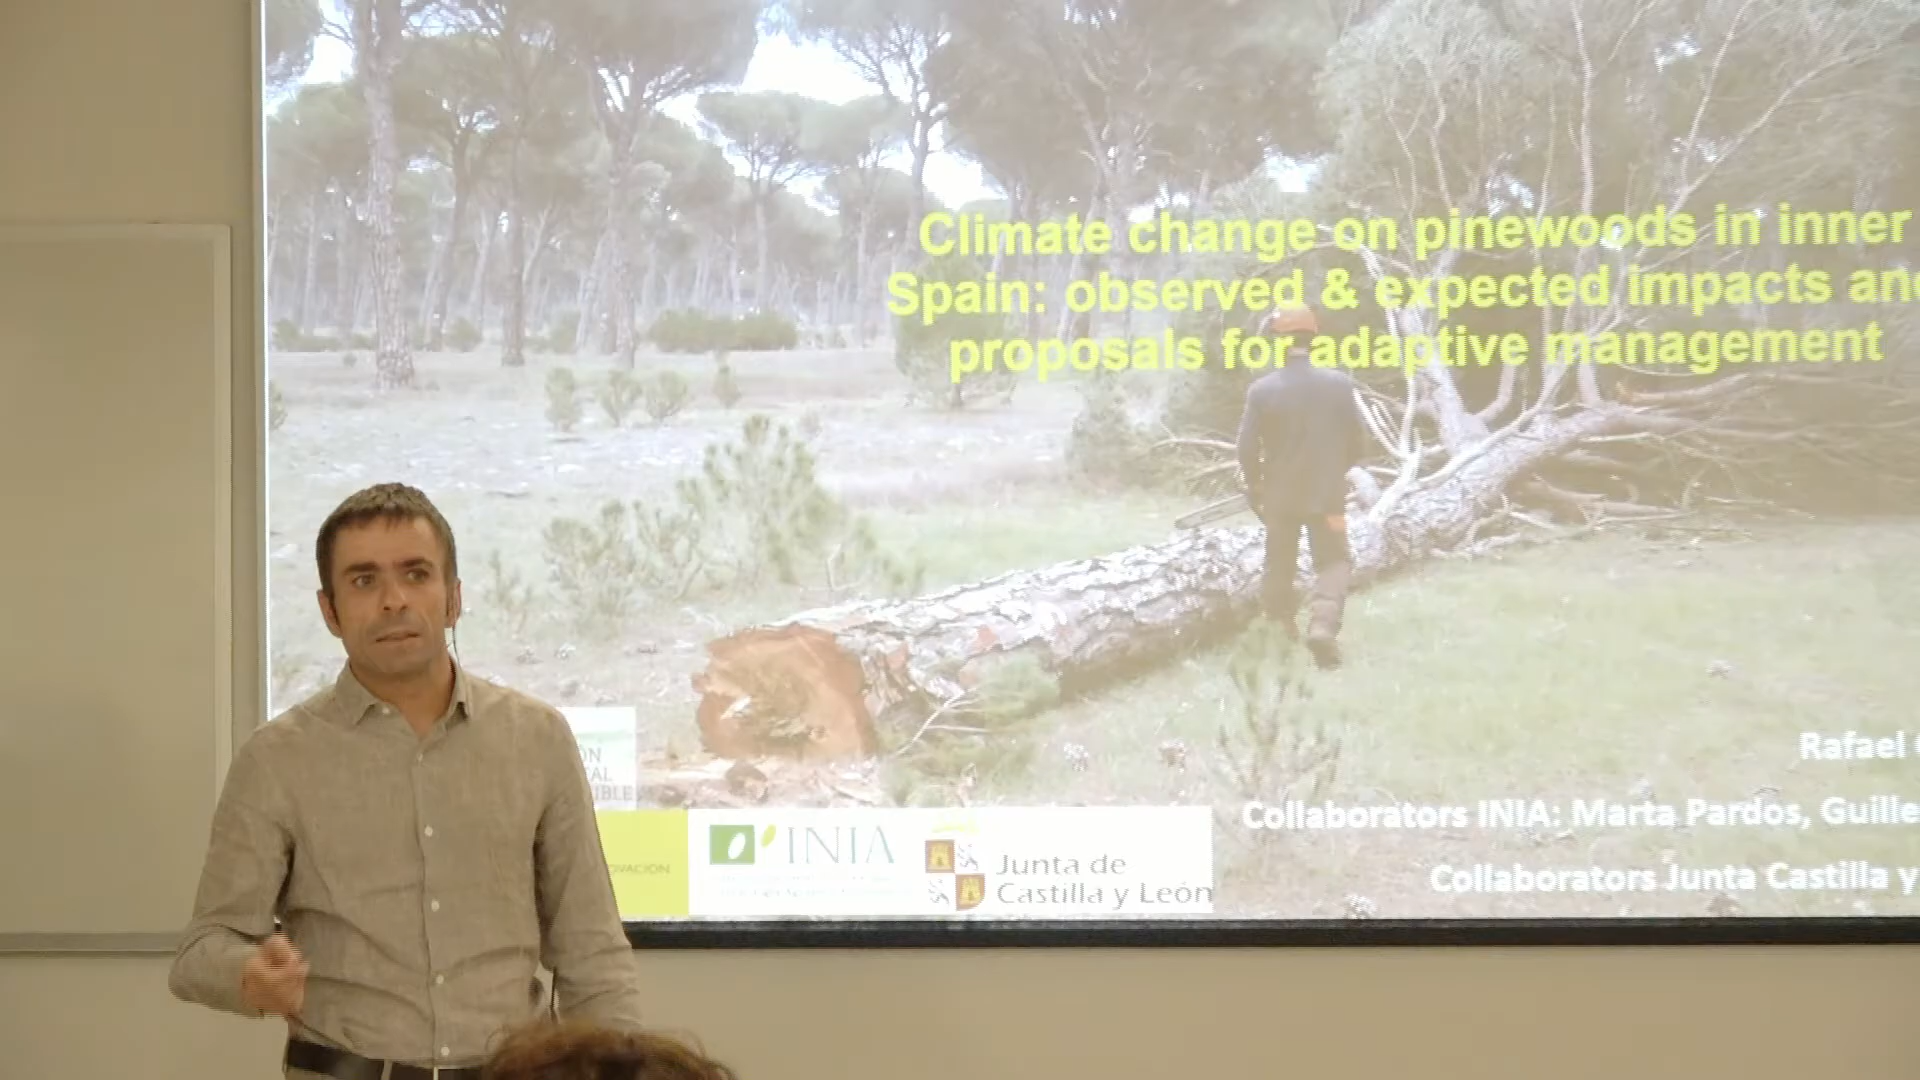 Climate change on pinewoods in inner
Spain: observed & expected impacts and
proposals for adaptive management
Rafael
Collaborators INIA: Marta Pardos,
Collaborators Junta Castilla y
INIA
Junta de
Castilla y León